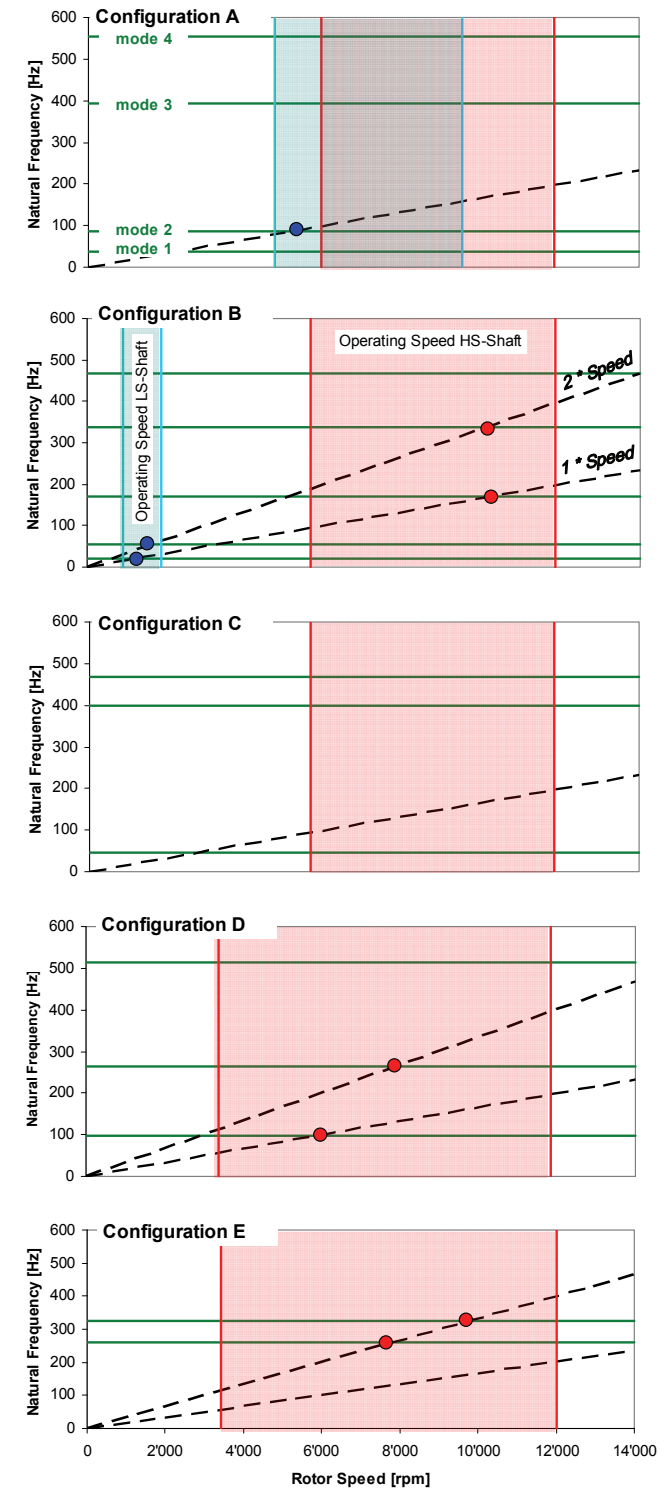 Configuration A
Natural Frequency [Hz]
600
500
400
300
200
100
0
mode 4
mode 3
mode 2
mode 1
Configuration B
Natural Frequency [Hz]
600
500
400
300
200
100
0
Operating Speed LS-Shaft
Operating Speed HS-Shaft
2 * Speed
1 * Speed
Configuration C
Natural Frequency [Hz]
600
500
400
300
200
100
0
Configuration D
Natural Frequency [Hz]
600
500
400
300
200
100
0
Configuration E
Natural Frequency [Hz]
600
500
400
300
200
100
0
0 2'000 4'000 6'000 8'000 10'000 12'000 14'000
Rotor Speed [rpm]